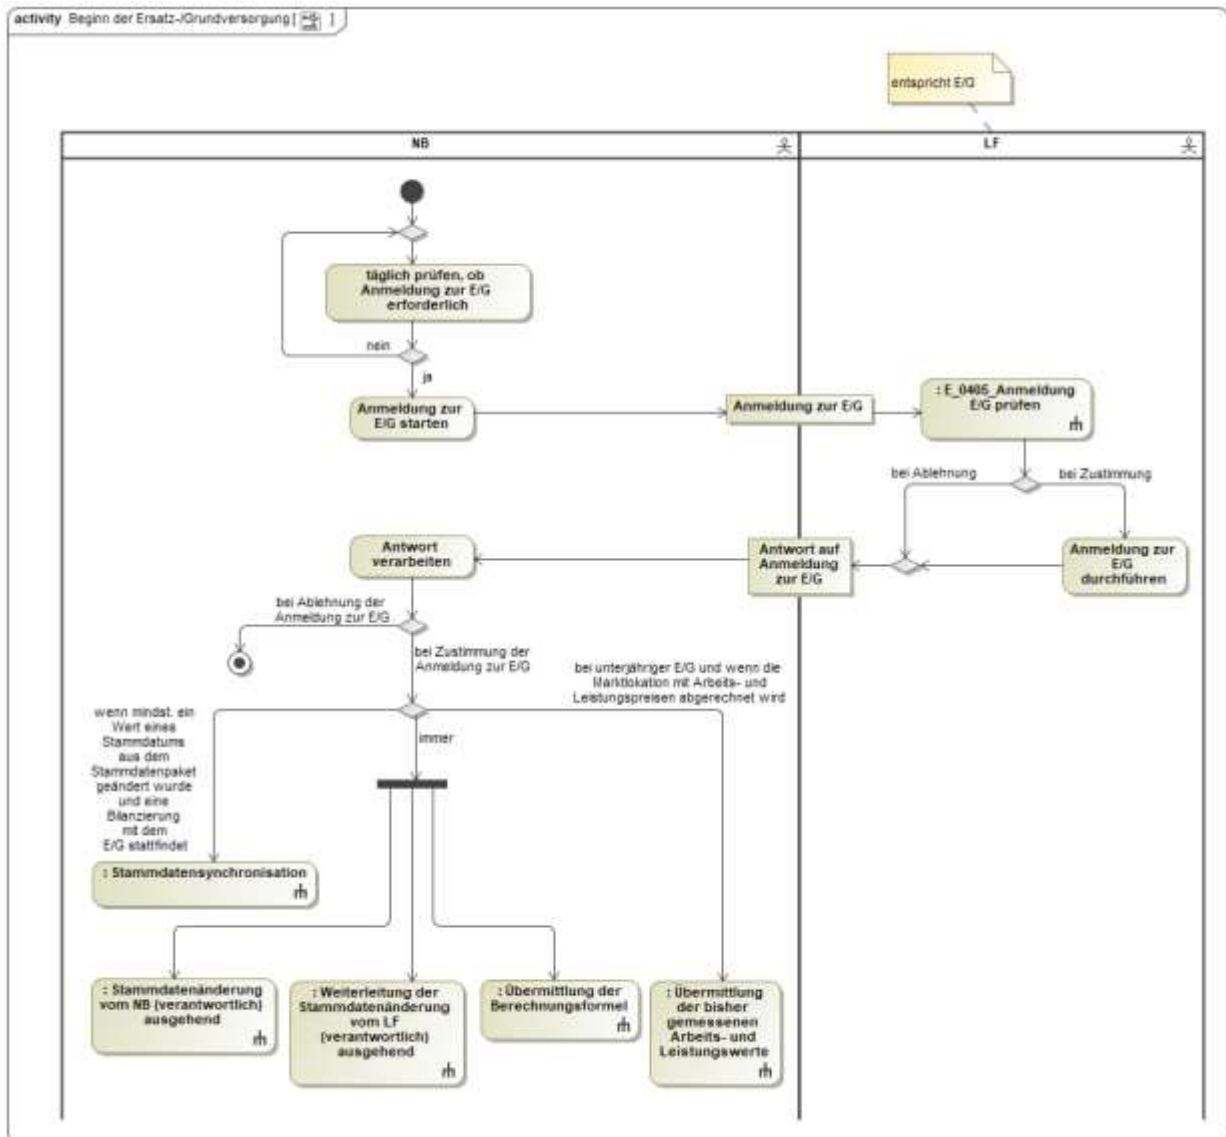 activity Beginn der Ersatz-/Grundversorgung [ ]
entspricht E/G
NB
LF
täglich prüfen, ob
Anmeldung zur E/G
erforderlich
nein
ja
Anmeldung zur
E/G starten
Anmeldung zur E/G
: E_0405_Anmeldung
E/G prüfen
bei Ablehnung
bei Zustimmung
Antwort
verarbeiten
Antwort auf
Anmeldung
zur E/G
Anmeldung zur
E/G
durchführen
bei Ablehnung der
Anmeldung zur E/G
bei Zustimmung der
Anmeldung zur E/G
bei unterjähriger E/G und wenn die
Marktlokation mit Arbeits- und
Leistungspreisen abgerechnet wird
wenn mindst. ein
Wert eines
Stammdatums
aus dem
Stammdatenpaket
geändert wurde
und eine
Bilanzierung
mit dem
E/G stattfindet
immer
: Stammdatensynchronisation
: Stammdatenänderung
vom NB (verantwortlich)
ausgehend
: Weiterleitung der
Stammdatenänderung
vom LF
(verantwortlich)
ausgehend
: Übermittlung der
Berechnungsformel
: Übermittlung
der bisher
gemessenen
Arbeits- und
Leistungswerte